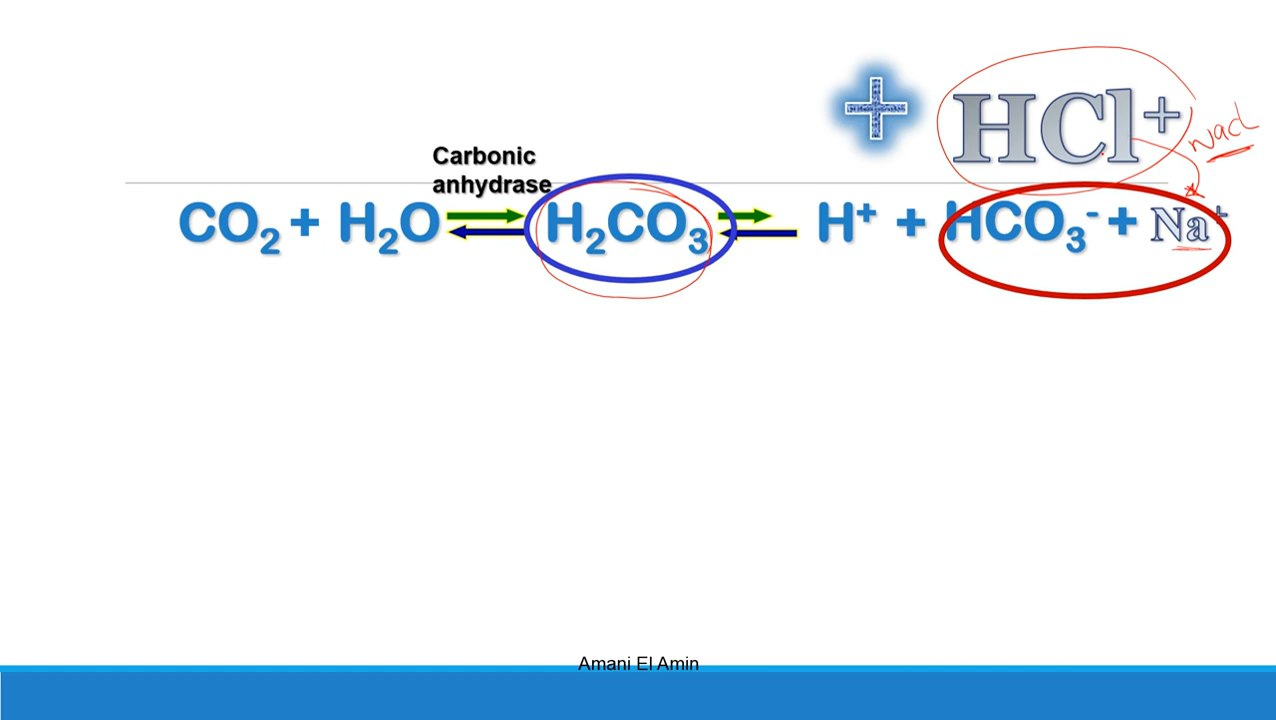 + HCl+
Nacl
Carbonic
anhydrase
CO₂ + H₂O H₂CO₃ H⁺ + HCO₃⁻ + Na⁺
Amani El Amin